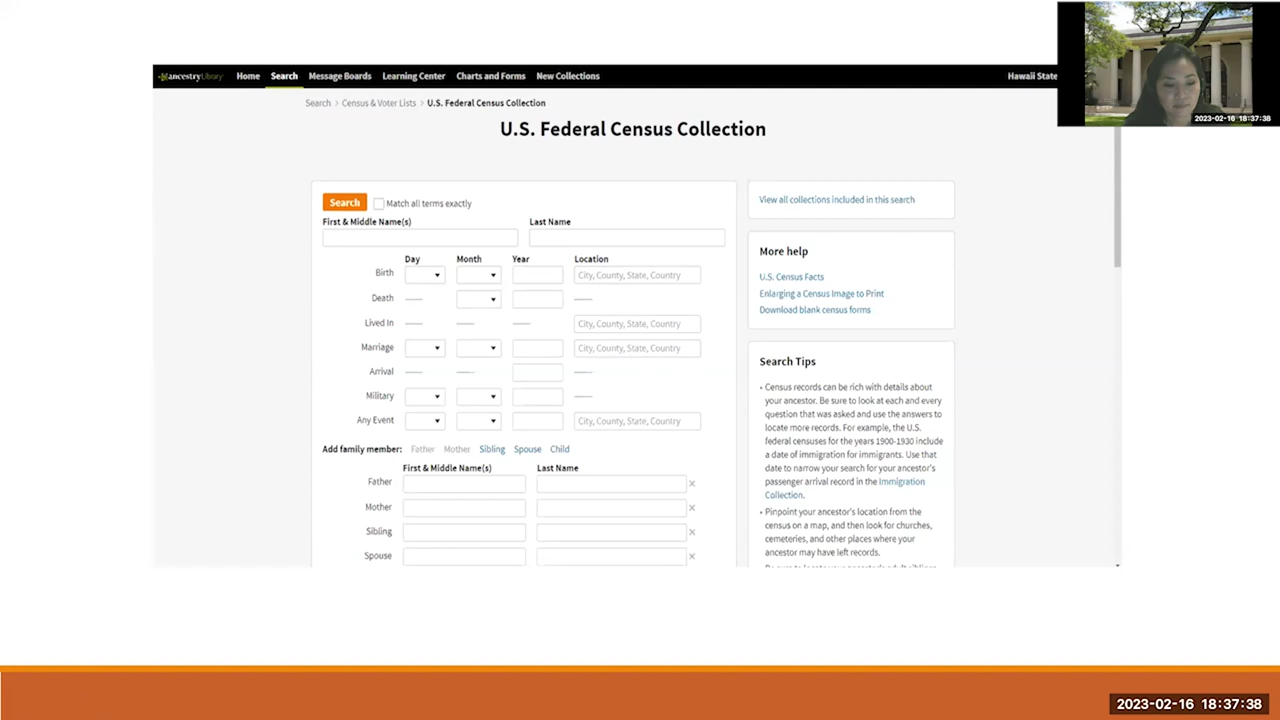 ancestryLibrary Home Search Message Boards Learning Center Charts and Forms New Collections Hawaii State
2023-02-16 18:37:38
Search > Census & Voter Lists > U.S. Federal Census Collection
U.S. Federal Census Collection
Search Match all terms exactly
First & Middle Name(s) Last Name
Day Month Year Location
Birth City, County, State, Country
Death
Lived In City, County, State, Country
Marriage City, County, State, Country
Arrival
Military
Any Event City, County, State, Country
Add family member: Father Mother Sibling Spouse Child
First & Middle Name(s) Last Name
Father
Mother
Sibling
Spouse
View all collections included in this search
More help
U.S. Census Facts
Enlarging a Census Image to Print
Download blank census forms
Search Tips
• Census records can be rich with details about
your ancestor. Be sure to look at each and every
question that was asked and use the answers to
locate more records. For example, the U.S.
federal censuses for the years 1900-1930 include
a date of immigration for immigrants. Use that
date to narrow your search for your ancestor's
passenger arrival record in the Immigration
Collection.
• Pinpoint your ancestor's location from the
census on a map, and then look for churches,
cemeteries, and other places where your
ancestor may have left records.
2023-02-16 18:37:38